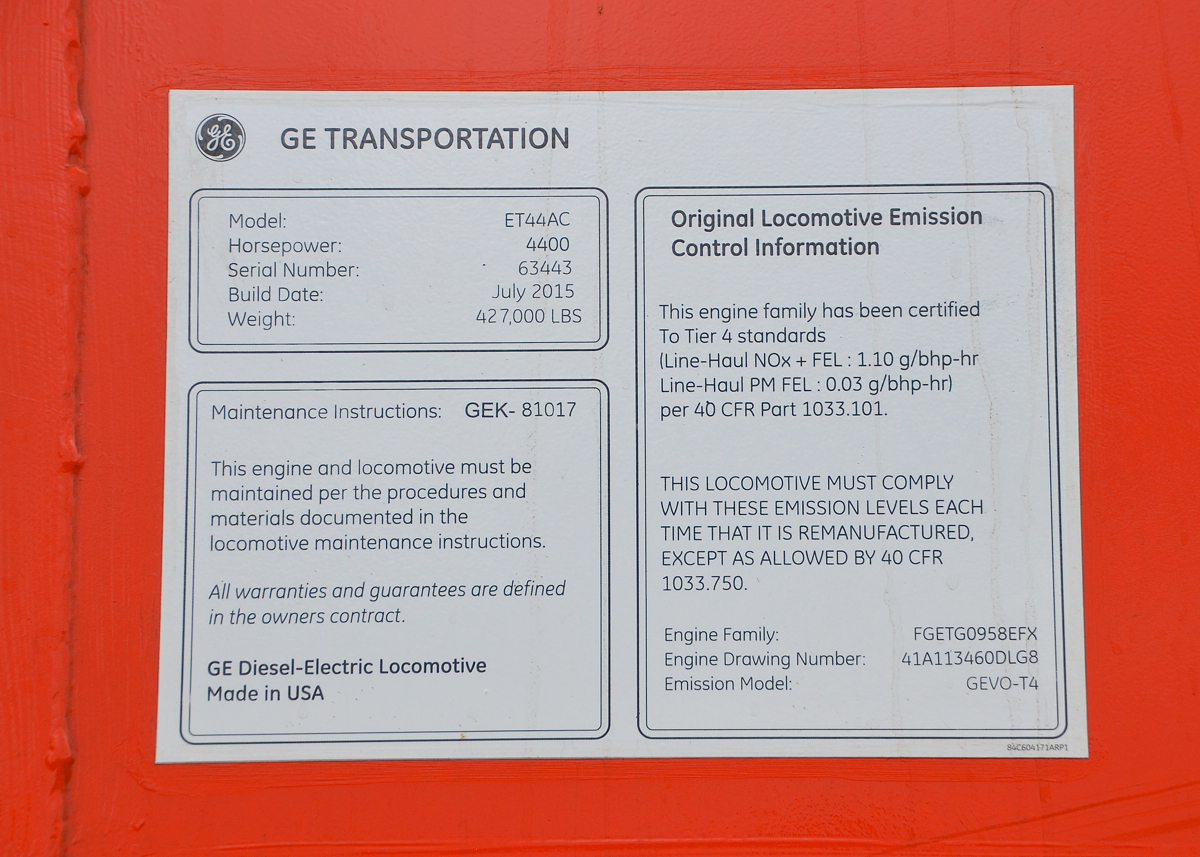 GE GE TRANSPORTATION
Model: ET44AC
Horsepower: 4400
Serial Number: 63443
Build Date: July 2015
Weight: 427,000 LBS
Maintenance Instructions: GEK- 81017
This engine and locomotive must be
maintained per the procedures and
materials documented in the
locomotive maintenance instructions.
All warranties and guarantees are defined
in the owners contract.
GE Diesel-Electric Locomotive
Made in USA
Original Locomotive Emission
Control Information
This engine family has been certified
To Tier 4 standards
(Line-Haul NOx + FEL : 1.10 g/bhp-hr
Line-Haul PM FEL : 0.03 g/bhp-hr)
per 40 CFR Part 1033.101.
THIS LOCOMOTIVE MUST COMPLY
WITH THESE EMISSION LEVELS EACH
TIME THAT IT IS REMANUFACTURED,
EXCEPT AS ALLOWED BY 40 CFR
1033.750.
Engine Family: FGETG0958EFX
Engine Drawing Number: 41A113460DLG8
Emission Model: GEVO-T4
84C604171ARP1